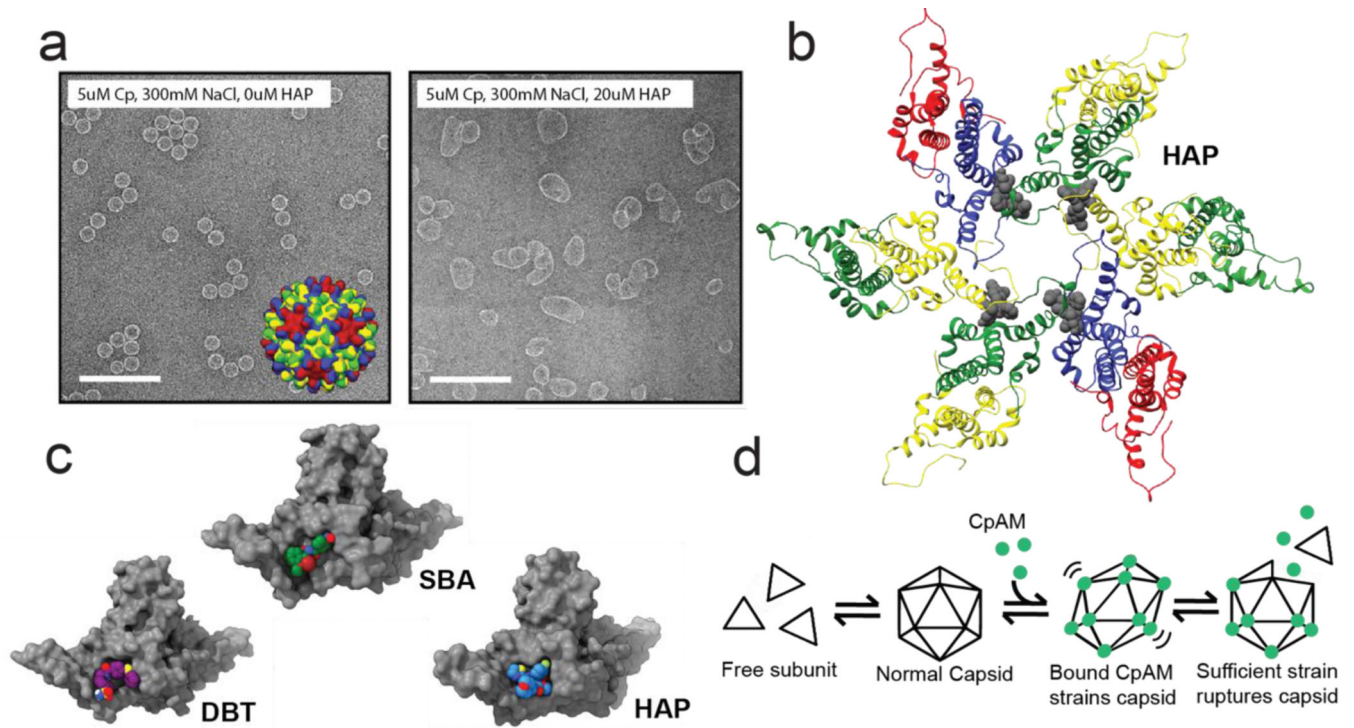 a
5uM Cp, 300mM NaCl, 0uM HAP
5uM Cp, 300mM NaCl, 20uM HAP
b
HAP
c
SBA
DBT
HAP
d
CpAM
Free subunit
Normal Capsid
Bound CpAM
strains capsid
Sufficient strain
ruptures capsid